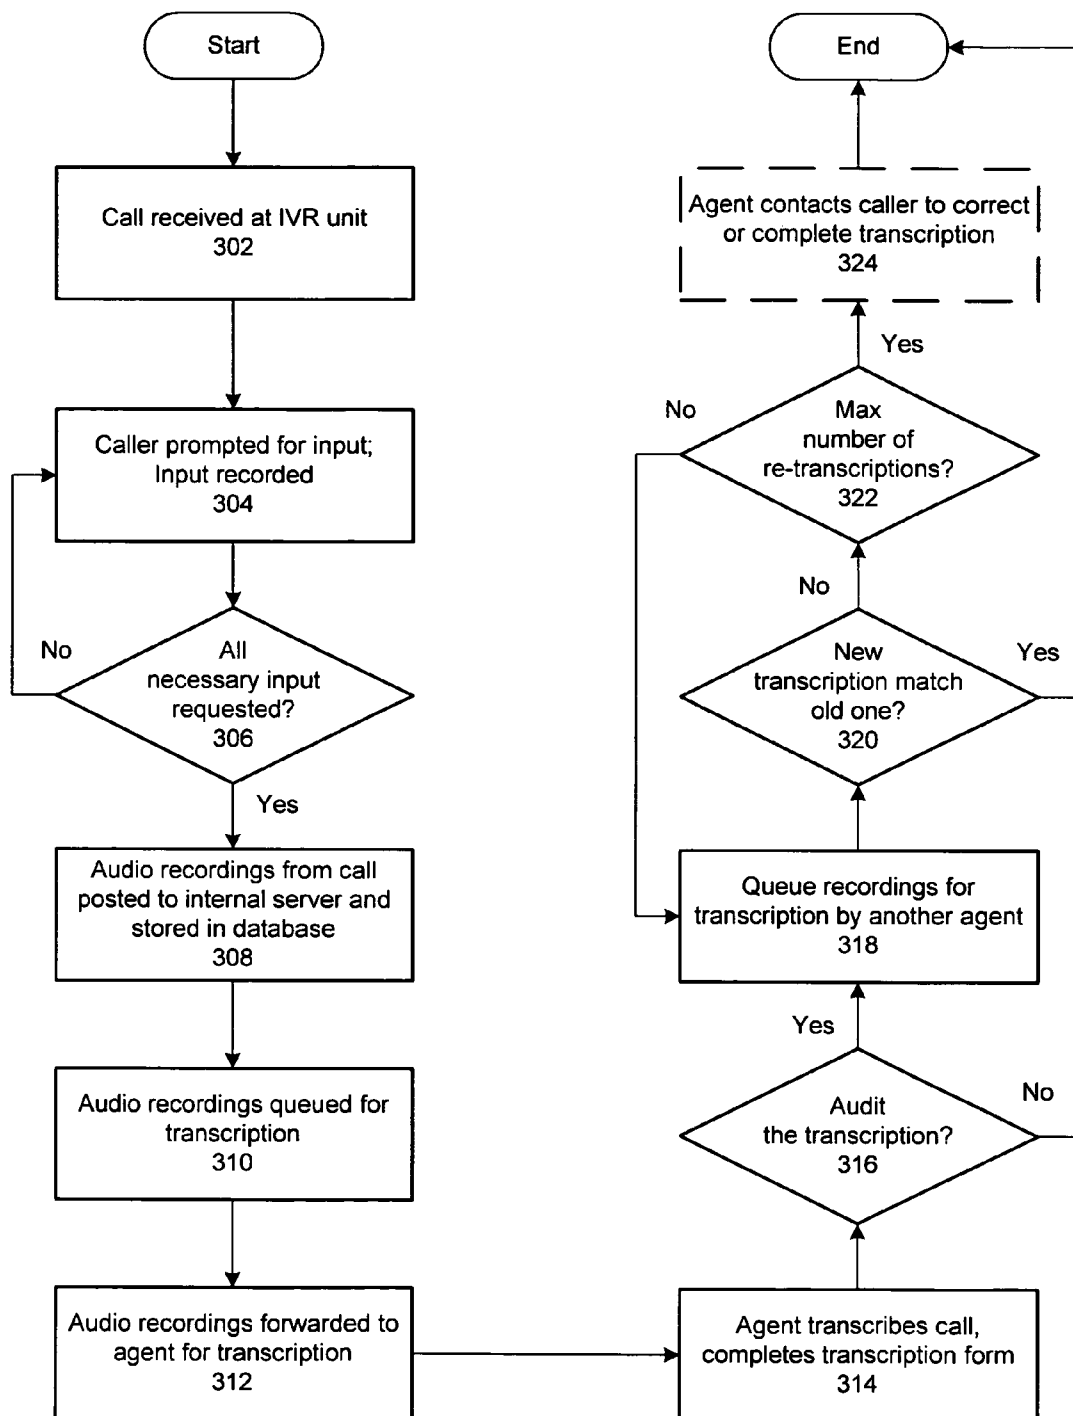 Start
Call received at IVR unit
302
Caller prompted for input;
Input recorded
304
No
All
necessary input
requested?
306
Yes
Audio recordings from call
posted to internal server and
stored in database
308
Audio recordings queued for
transcription
310
Audio recordings forwarded to
agent for transcription
312
Agent transcribes call,
completes transcription form
314
Audit
the transcription?
316
No
Yes
Queue recordings for
transcription by another agent
318
New
transcription match
old one?
320
Yes
No
Max
number of
re-transcriptions?
322
No
Yes
Agent contacts caller to correct
or complete transcription
324
End